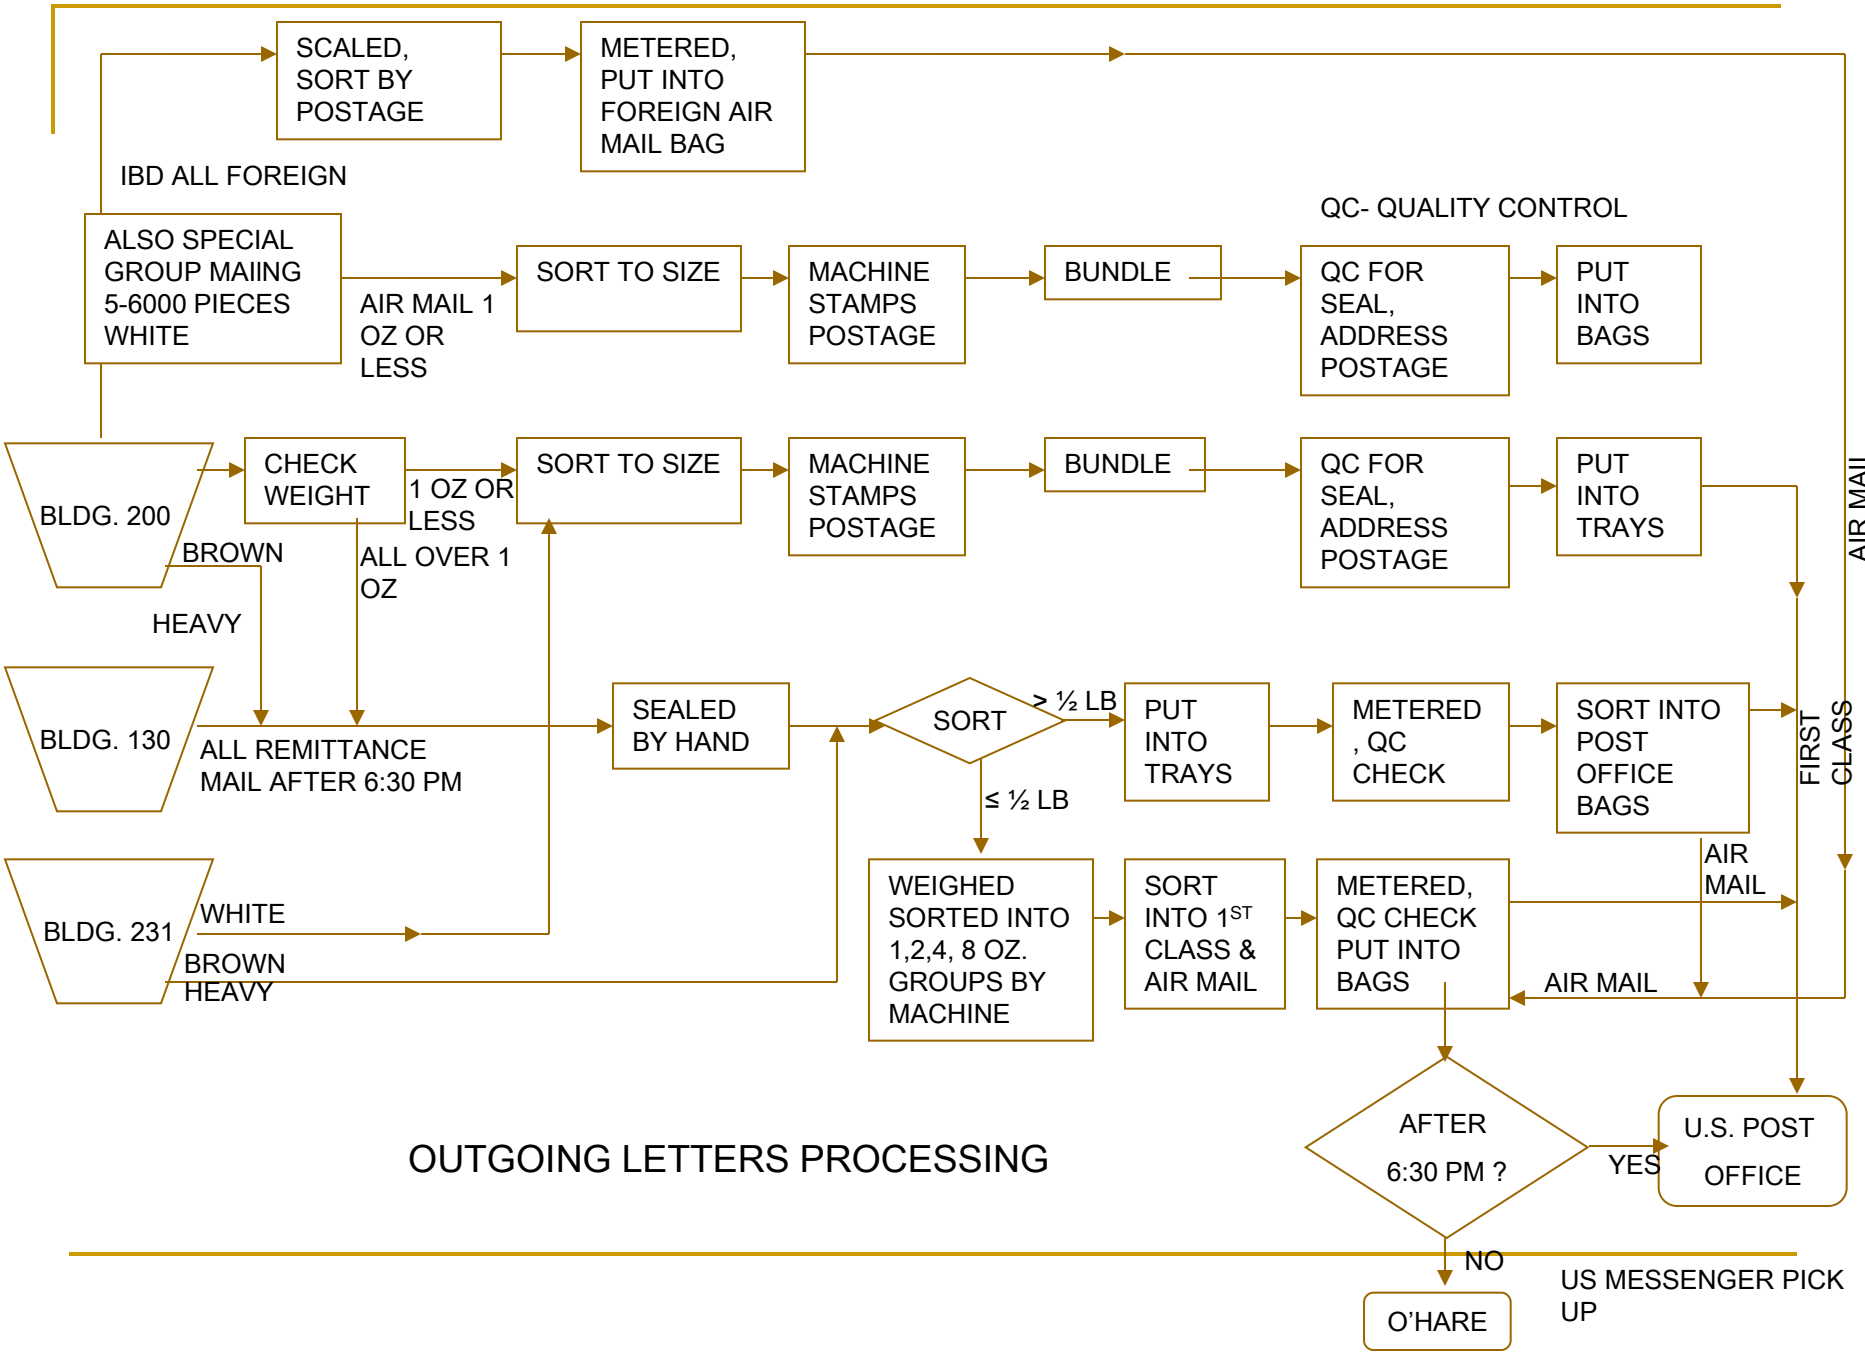 SCALED,
SORT BY
POSTAGE
METERED,
PUT INTO
FOREIGN AIR
MAIL BAG
IBD ALL FOREIGN
QC- QUALITY CONTROL
ALSO SPECIAL
GROUP MAIING
5-6000 PIECES
WHITE
AIR MAIL 1
OZ OR
LESS
SORT TO SIZE
MACHINE
STAMPS
POSTAGE
BUNDLE
QC FOR
SEAL,
ADDRESS
POSTAGE
PUT
INTO
BAGS
BLDG. 200
CHECK
WEIGHT
1 OZ OR
LESS
SORT TO SIZE
MACHINE
STAMPS
POSTAGE
BUNDLE
QC FOR
SEAL,
ADDRESS
POSTAGE
PUT
INTO
TRAYS
AIR MAIL
BROWN
HEAVY
ALL OVER 1
OZ
BLDG. 130
ALL REMITTANCE
MAIL AFTER 6:30 PM
SEALED
BY HAND
SORT
> ½ LB
PUT
INTO
TRAYS
METERED
, QC
CHECK
SORT INTO
POST
OFFICE
BAGS
FIRST
CLASS
≤ ½ LB
BLDG. 231
WHITE
BROWN
HEAVY
WEIGHED
SORTED INTO
1,2,4, 8 OZ.
GROUPS BY
MACHINE
SORT
INTO 1ST
CLASS &
AIR MAIL
METERED,
QC CHECK
PUT INTO
BAGS
AIR
MAIL
AIR MAIL
AFTER
6:30 PM ?
YES
U.S. POST
OFFICE
OUTGOING LETTERS PROCESSING
NO
US MESSENGER PICK
UP
O'HARE